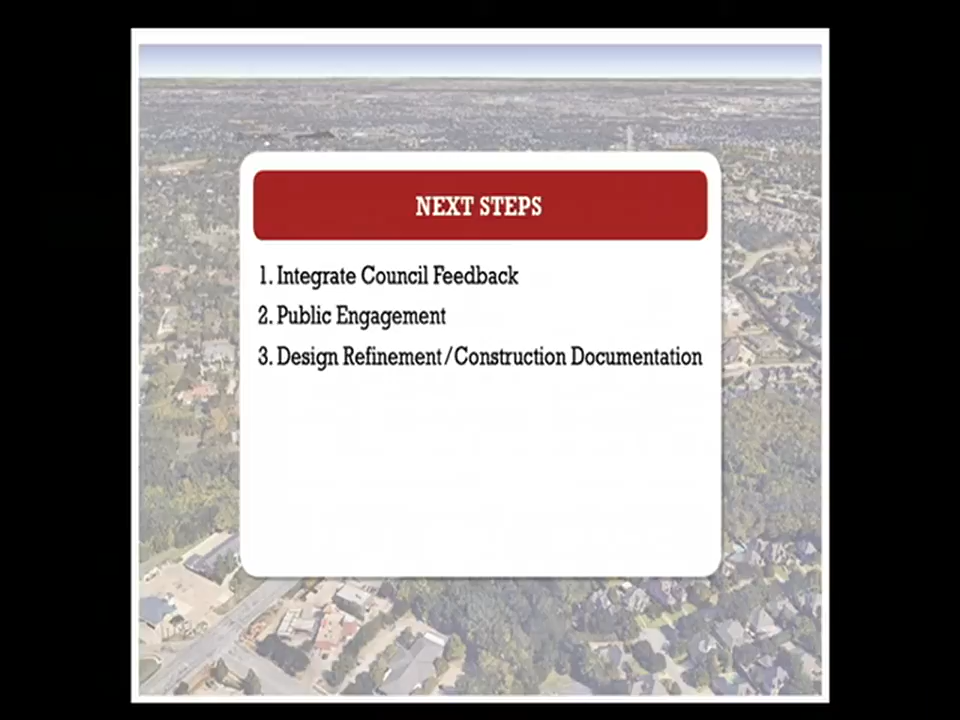 NEXT STEPS
1. Integrate Council Feedback
2. Public Engagement
3. Design Refinement/Construction Documentation